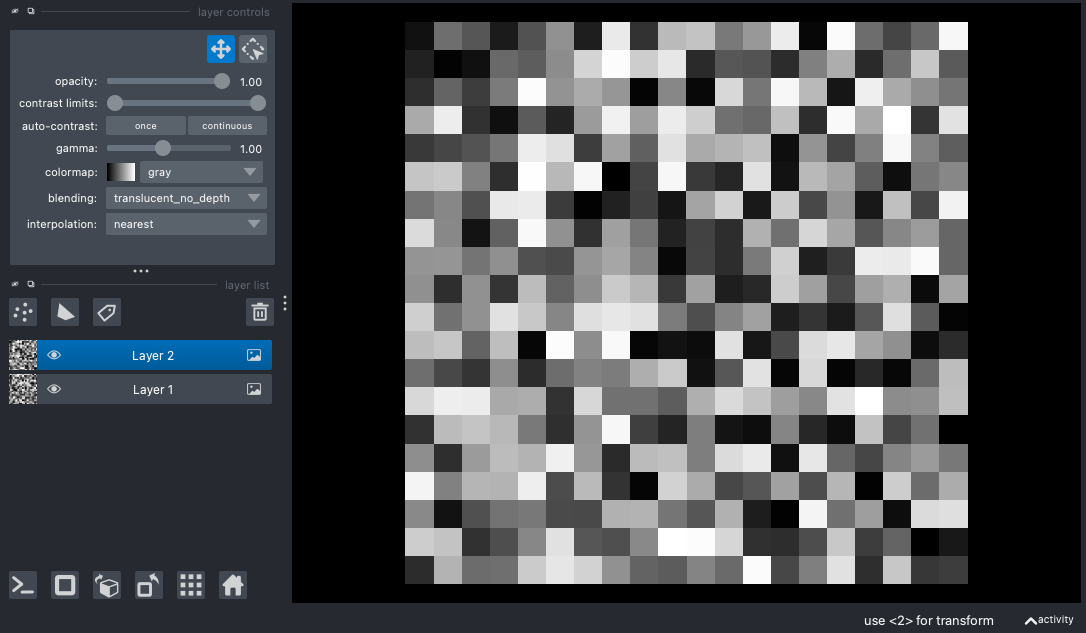 layer controls
opacity: 1.00
contrast limits:
auto-contrast: once continuous
gamma: 1.00
colormap: gray
blending: translucent_no_depth
interpolation: nearest
layer list
Layer 2
Layer 1
use <2> for transform
activity